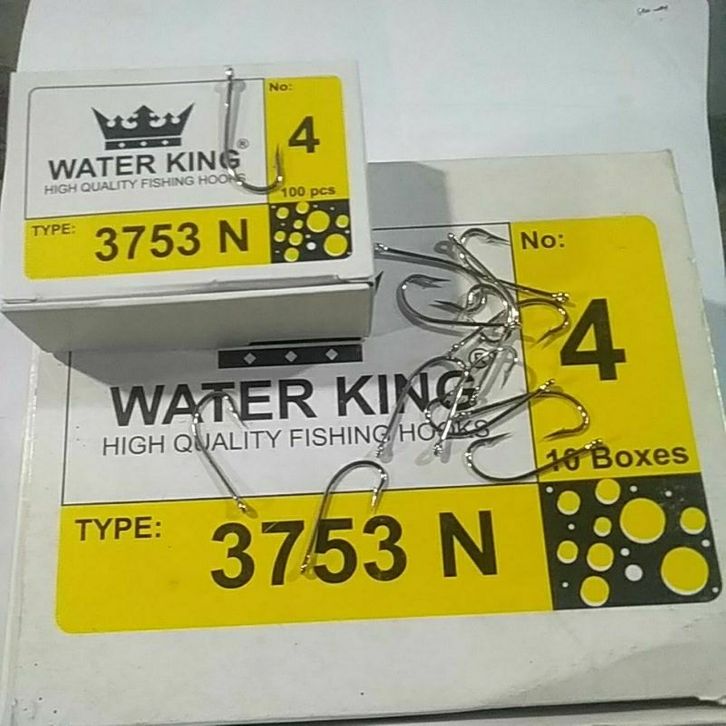 No:
4
WATER KING®
HIGH QUALITY FISHING HOOKS
100 pcs
TYPE:
3753 N
No:
4
WATER KING®
HIGH QUALITY FISHING HOOKS
10 Boxes
TYPE:
3753 N